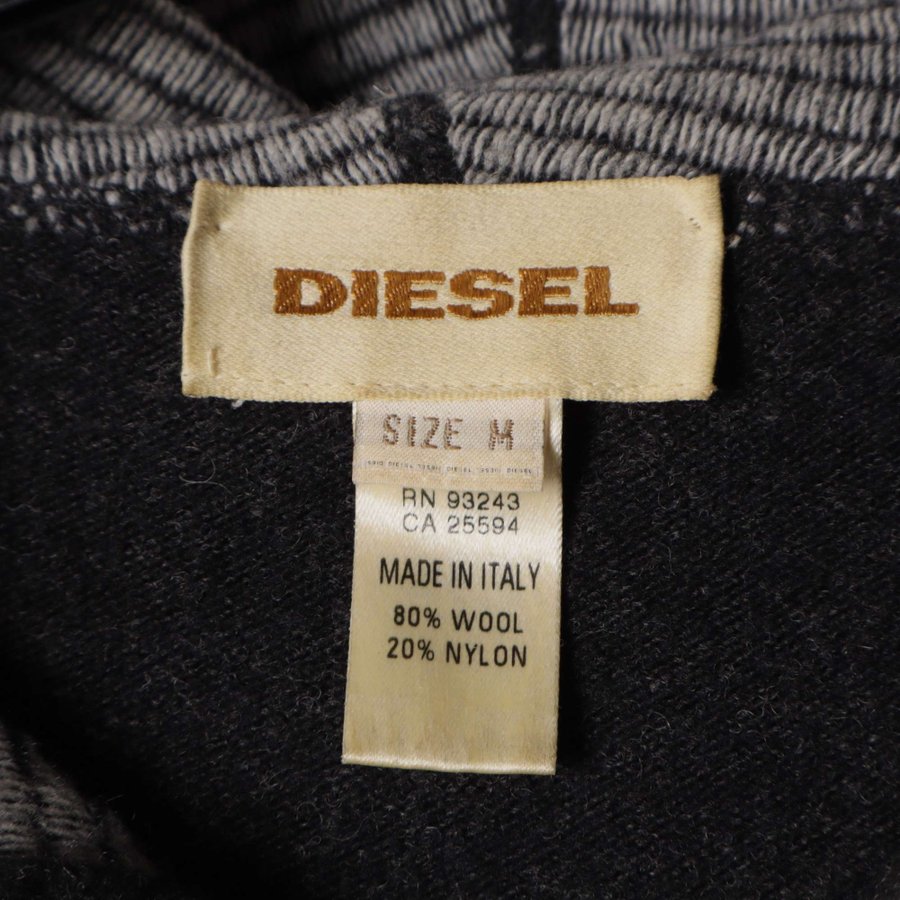 DIESEL
SIZE M
RN 93243
CA 25594
MADE IN ITALY
80% WOOL
20% NYLON